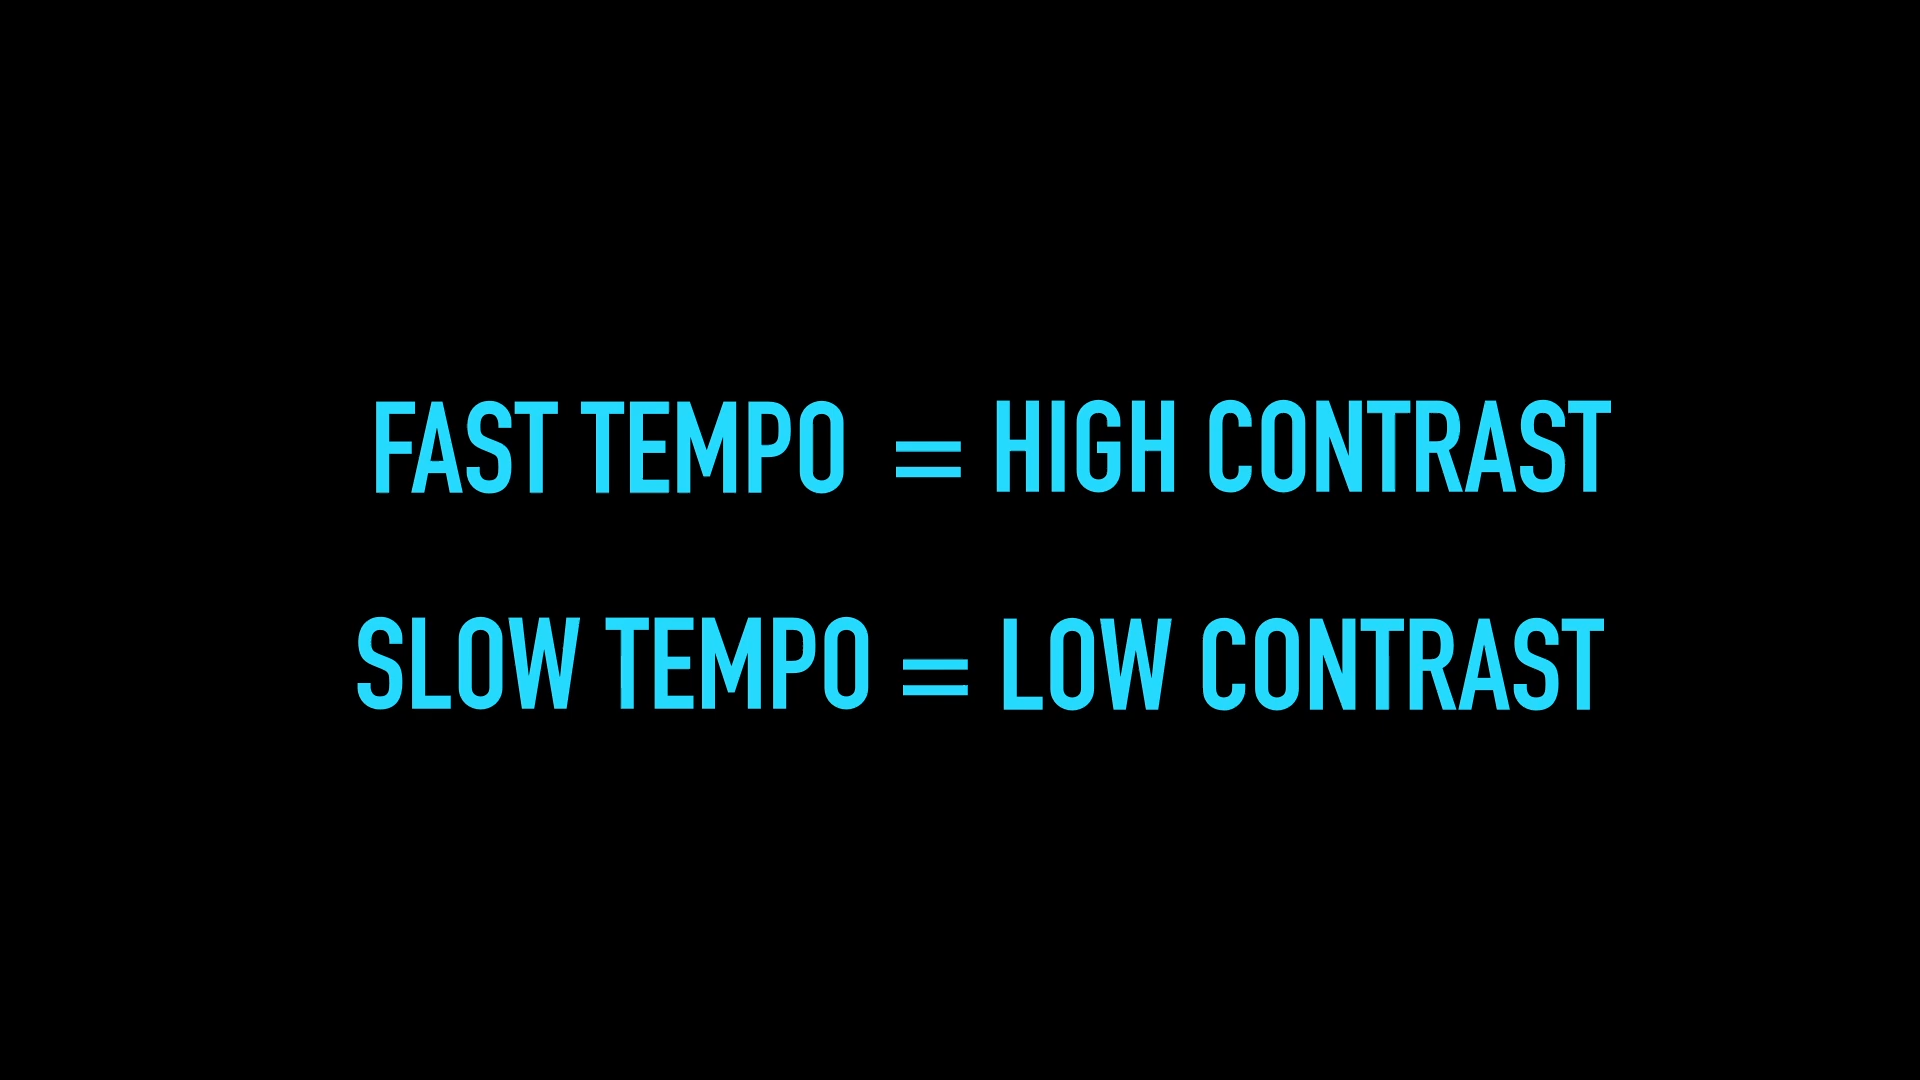 FAST TEMPO = HIGH CONTRAST
SLOW TEMPO = LOW CONTRAST